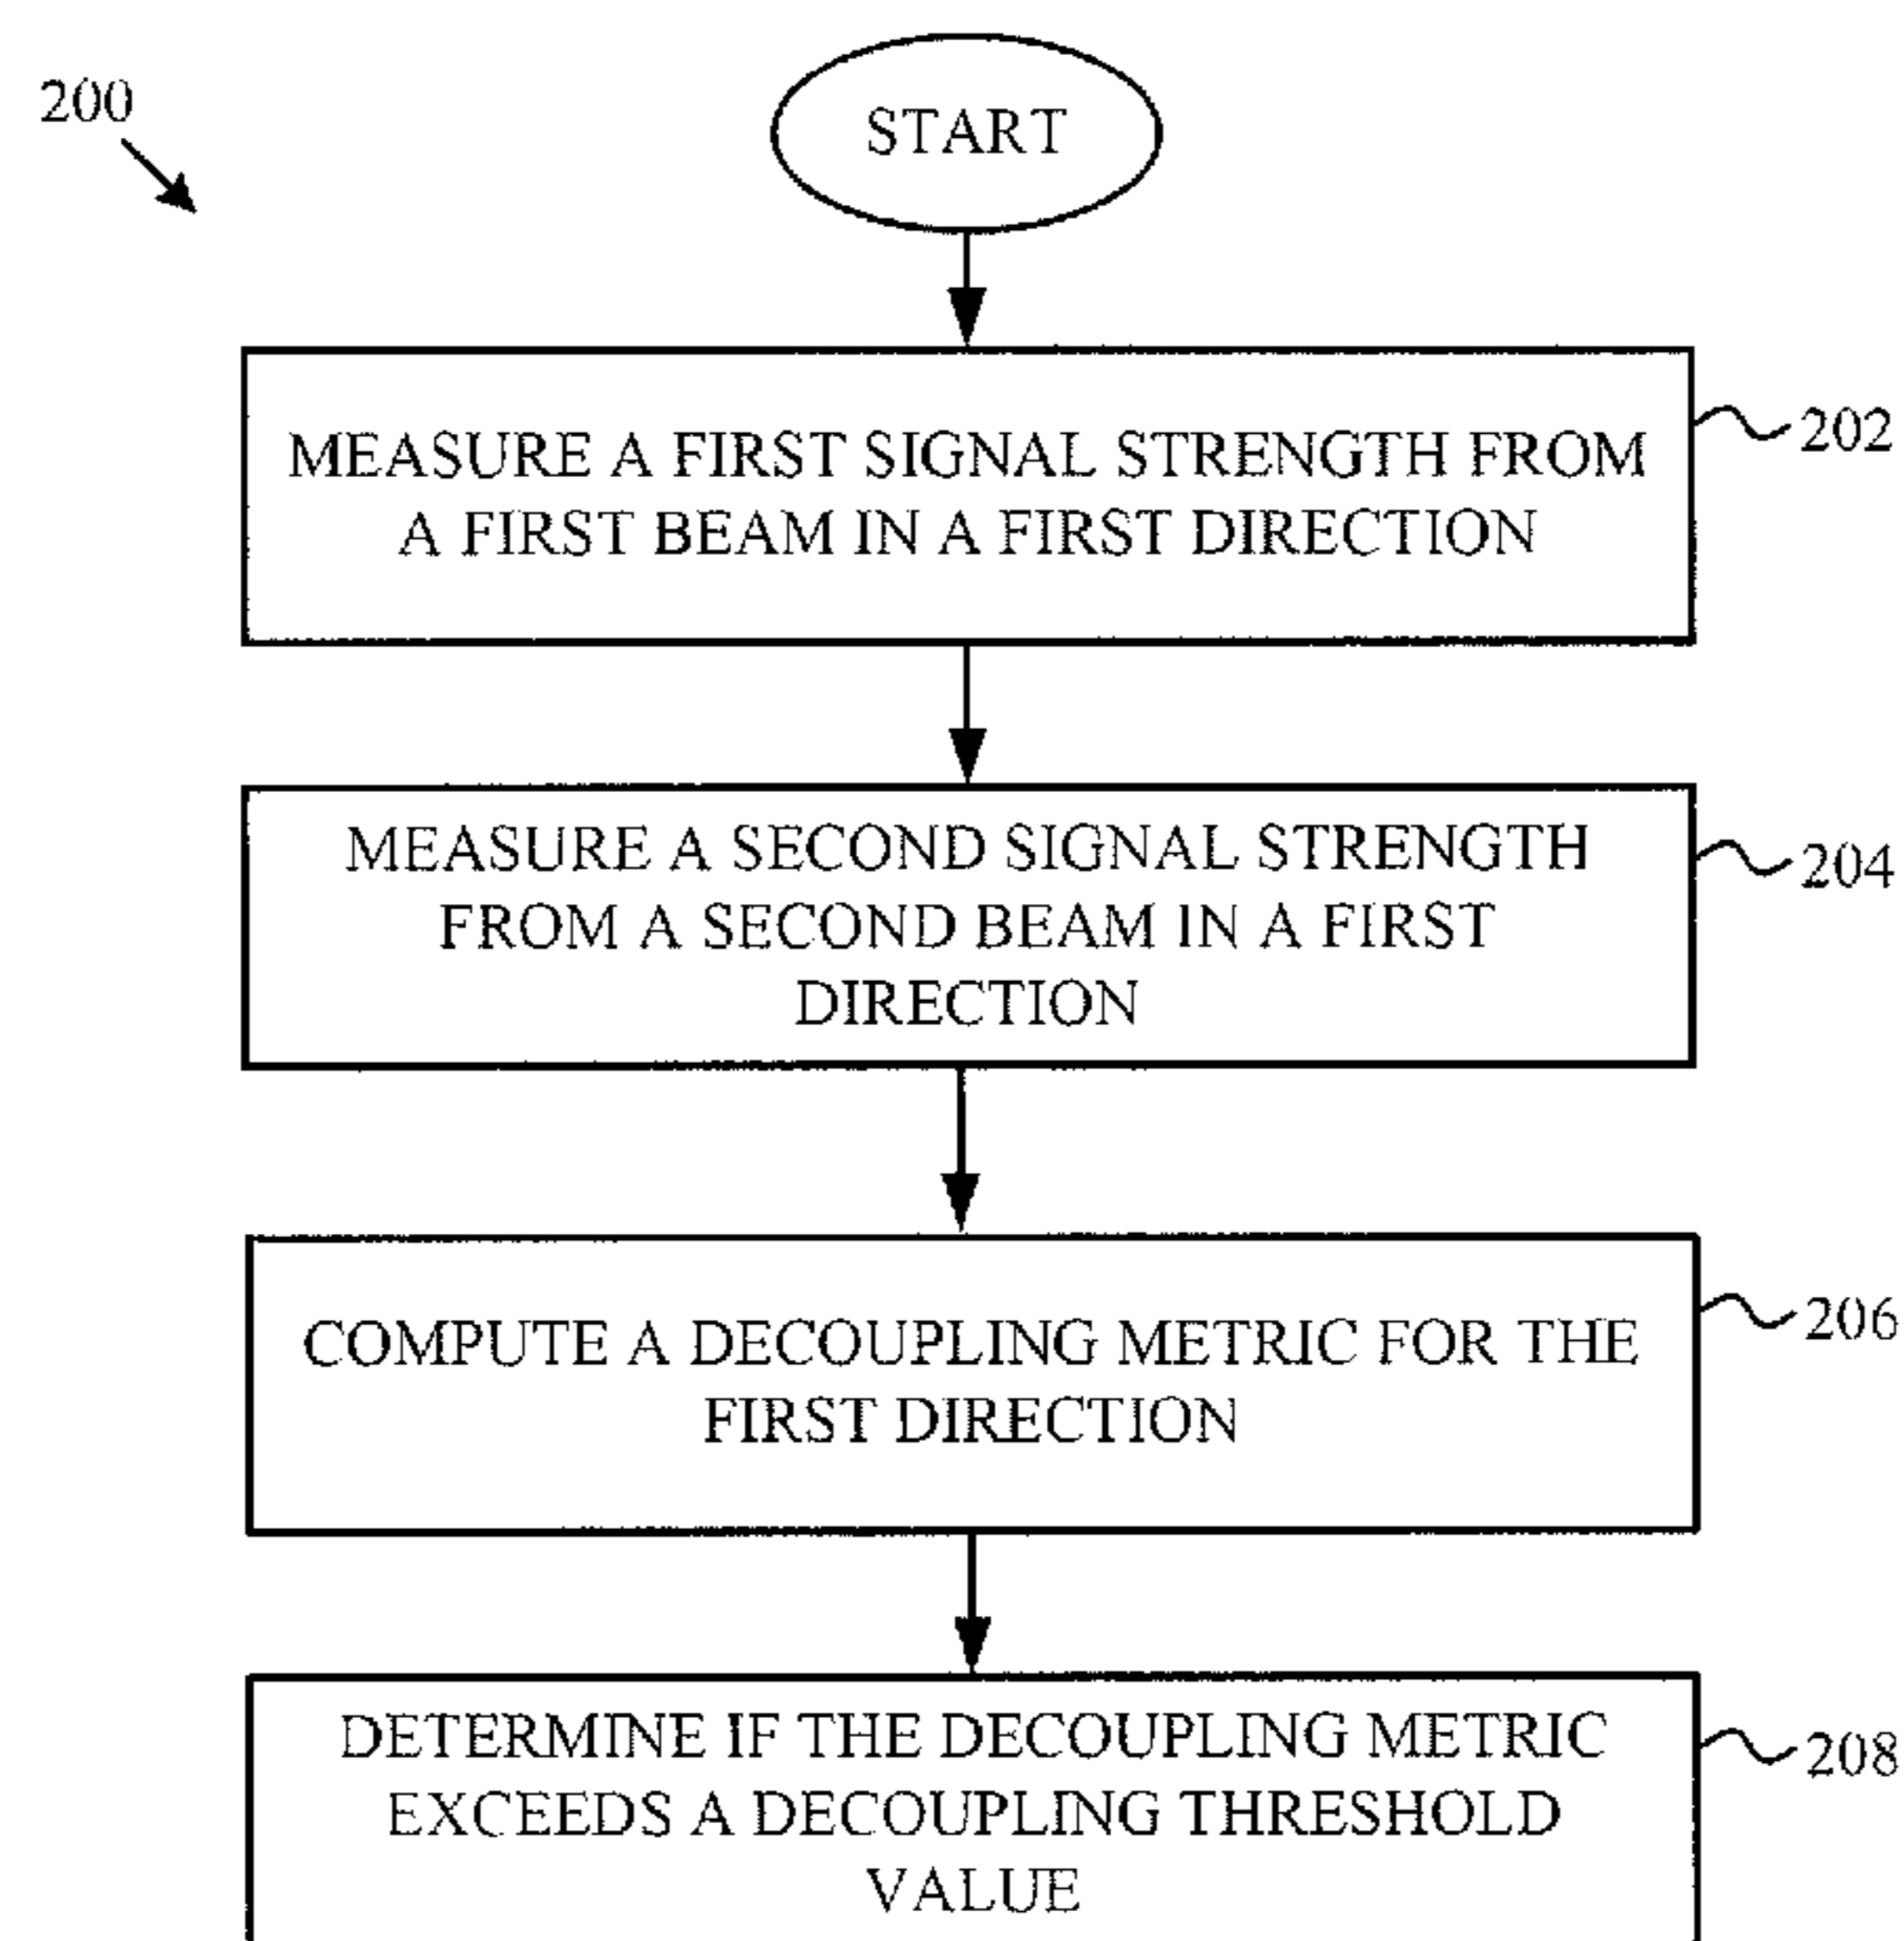 200
START
MEASURE A FIRST SIGNAL STRENGTH FROM
A FIRST BEAM IN A FIRST DIRECTION
202
MEASURE A SECOND SIGNAL STRENGTH
FROM A SECOND BEAM IN A FIRST
DIRECTION
204
COMPUTE A DECOUPLING METRIC FOR THE
FIRST DIRECTION
206
DETERMINE IF THE DECOUPLING METRIC
EXCEEDS A DECOUPLING THRESHOLD
VALUE
208